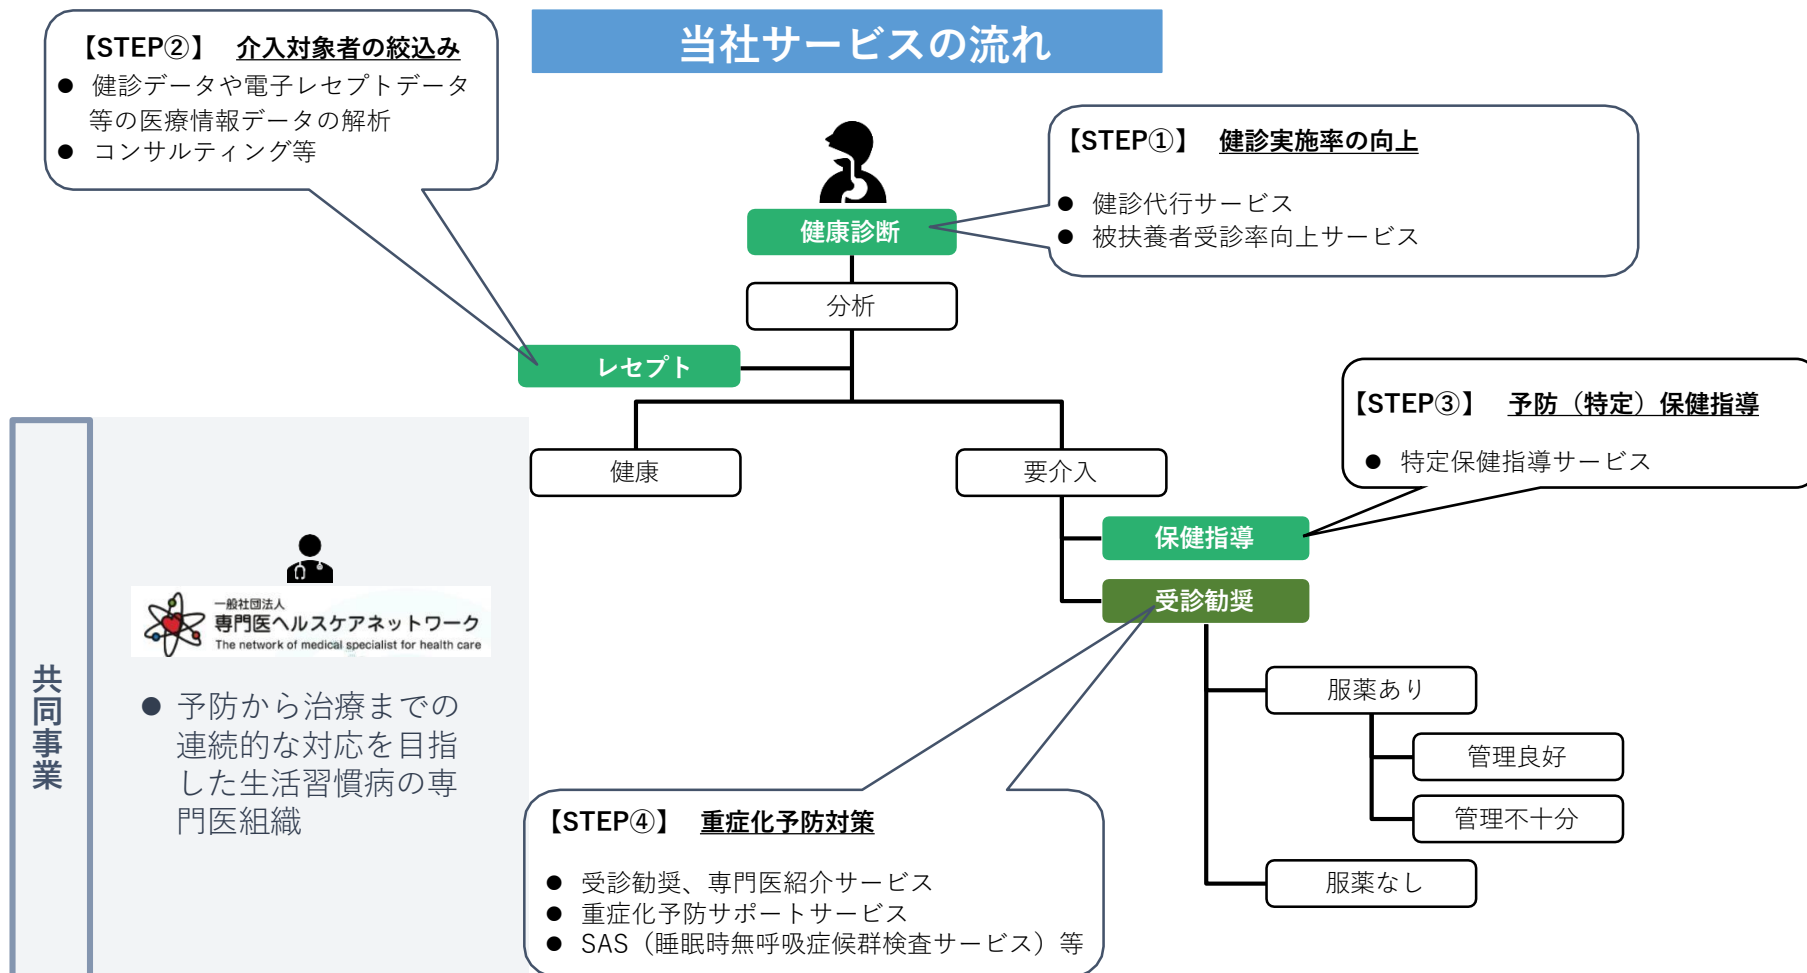 当社サービスの流れ
【STEP②】 介入対象者の絞込み
● 健診データや電子レセプトデータ
等の医療情報データの解析
● コンサルティング等
【STEP①】 健診実施率の向上
● 健診代行サービス
● 被扶養者受診率向上サービス
健康診断
分析
レセプト
健康
要介入
【STEP③】 予防（特定）保健指導
● 特定保健指導サービス
保健指導
受診勧奨
服薬あり
管理良好
管理不十分
服薬なし
共同事業
一般社団法人
専門医ヘルスケアネットワーク
The network of medical specialist for health care
● 予防から治療までの
連続的な対応を目指
した生活習慣病の専
門医組織
【STEP④】 重症化予防対策
● 受診勧奨、専門医紹介サービス
● 重症化予防サポートサービス
● SAS（睡眠時無呼吸症候群検査サービス）等